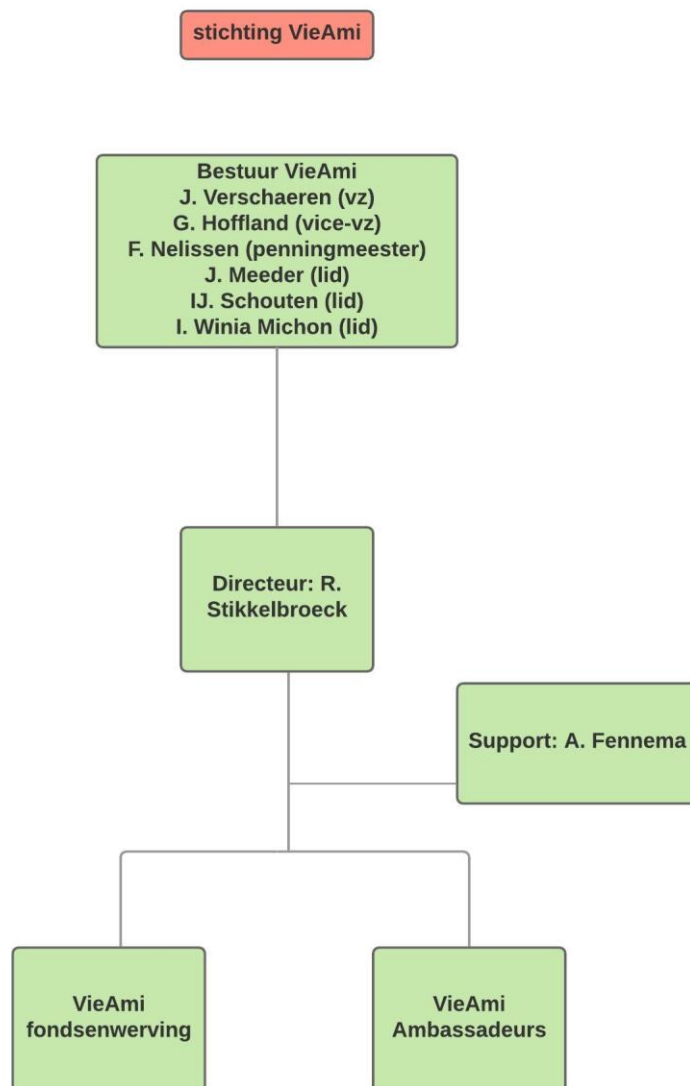 stichting VieAmi
Bestuur VieAmi
J. Verschaeren (vz)
G. Hoffland (vice-vz)
F. Nelissen (penningmeester)
J. Meeder (lid)
IJ. Schouten (lid)
I. Winia Michon (lid)
Directeur: R.
Stikkelbroeck
Support: A. Fennema
VieAmi
fondsenwerving
VieAmi
Ambassadeurs